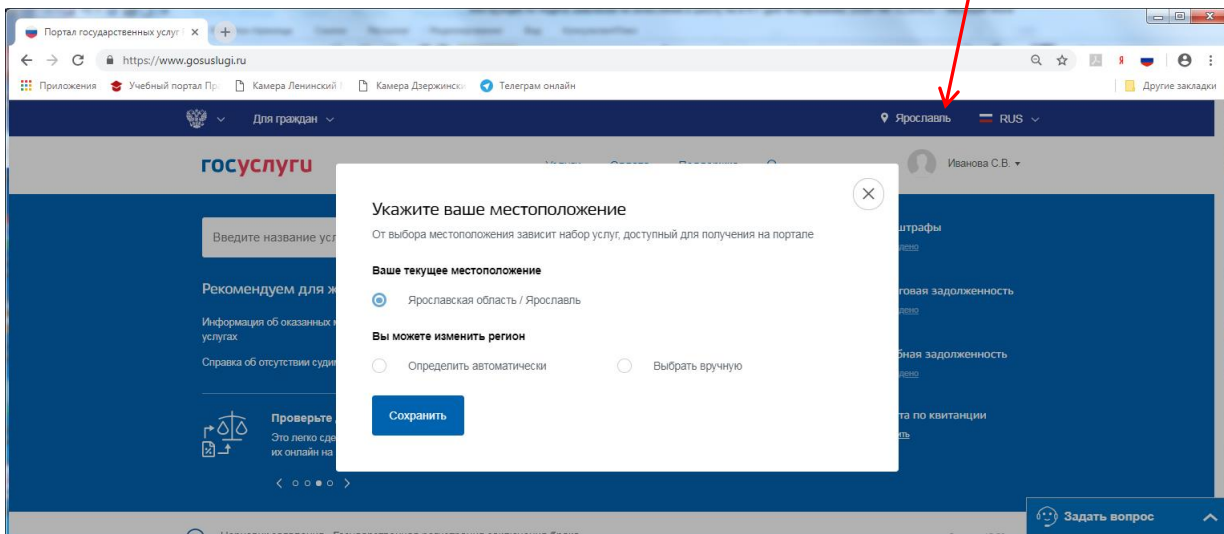 Портал государственных услуг
https://www.gosuslugi.ru
Приложения
Учебный портал Пр
Камера Ленинский
Камера Дзержински
Телеграм онлайн
Другие закладки
Для граждан
Ярославль
RUS
госуслуги
Иванова С.В.
Введите название усл
Укажите ваше местоположение
От выбора местоположения зависит набор услуг, доступный для получения на портале
Ваше текущее местоположение
Ярославская область / Ярославль
Вы можете изменить регион
Определить автоматически
Выбрать вручную
Сохранить
штрафы
Рекомендуем для ж
Информация об оказанных
услугах
Справка об отсутствии судим
Проверьте
Это легко сде
их онлайн на
говая задолженность
бная задолженность
та по квитанции
Задать вопрос